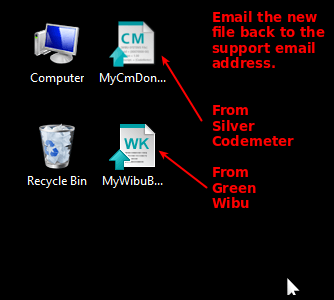 Email the new
file back to the
support email
address.
CM
Computer
MyCmDon...
From
Silver
Codemeter
WK
From
Green
Wibu
Recycle Bin
MyWibuB...